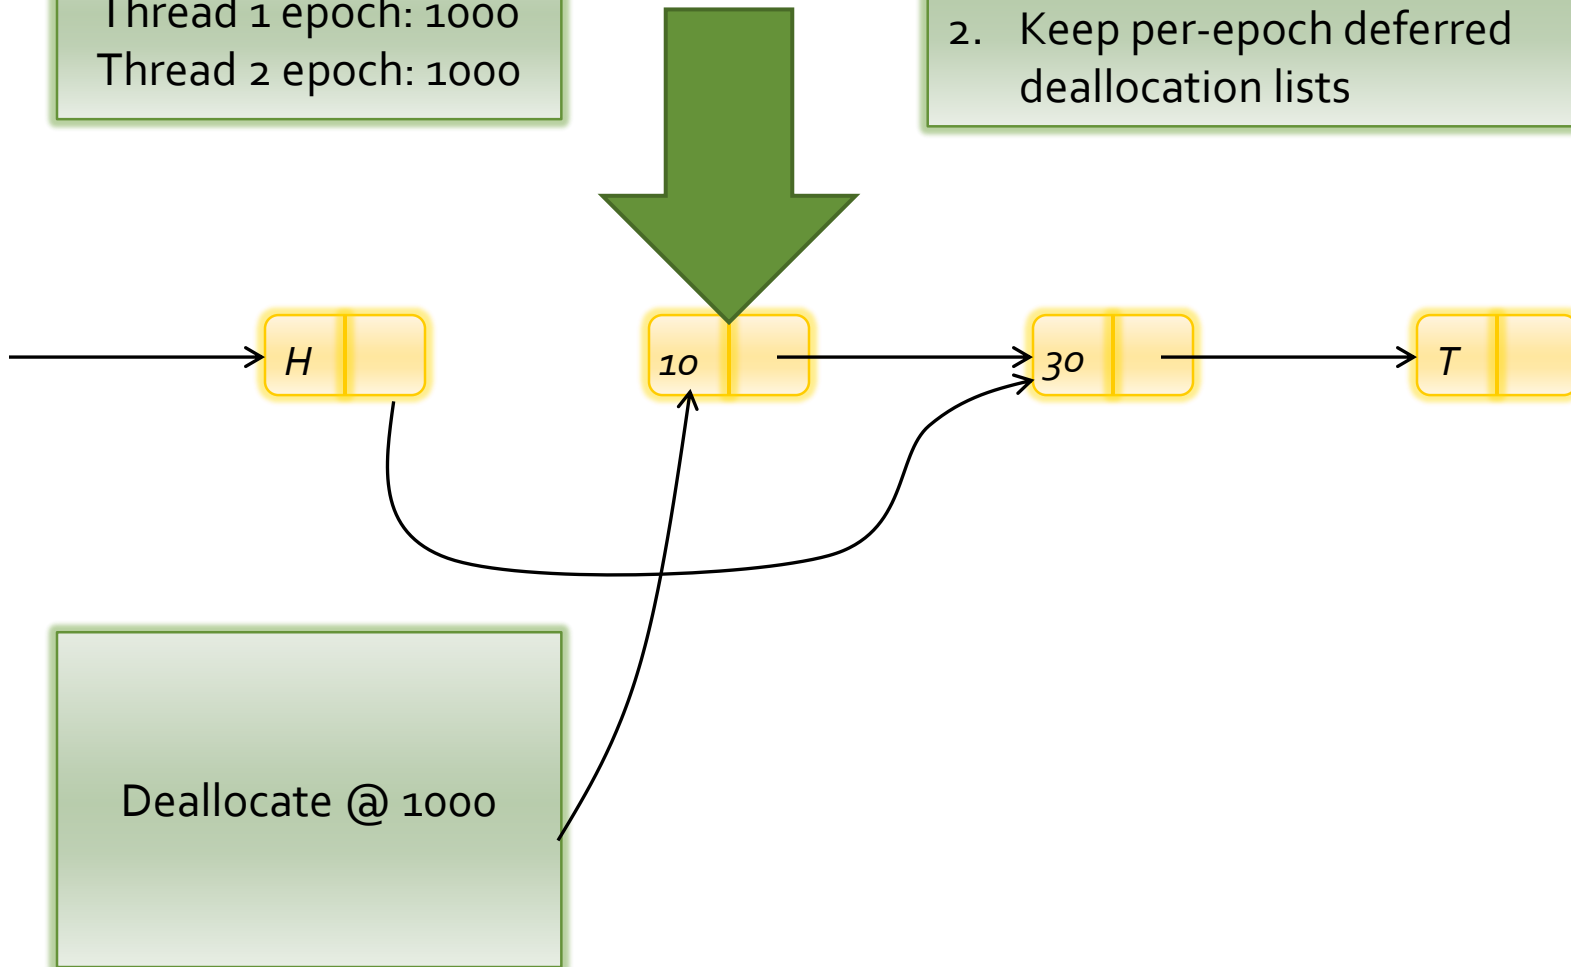 Thread 1 epoch: 1000
Thread 2 epoch: 1000
2. Keep per-epoch deferred
deallocation lists
H
10
30
T
Deallocate @ 1000